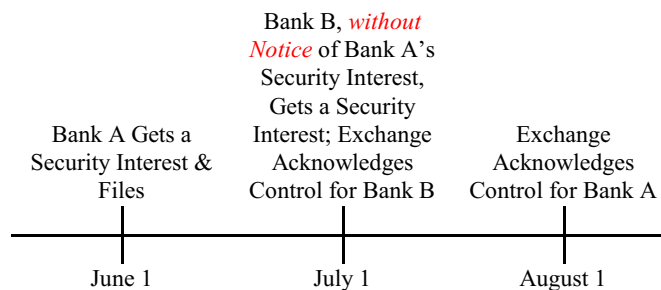 Bank A Gets a
Security Interest &
Files
Bank B, without
Notice of Bank A’s
Security Interest,
Gets a Security
Interest; Exchange
Acknowledges
Control for Bank B
Exchange
Acknowledges
Control for Bank A
June 1
July 1
August 1